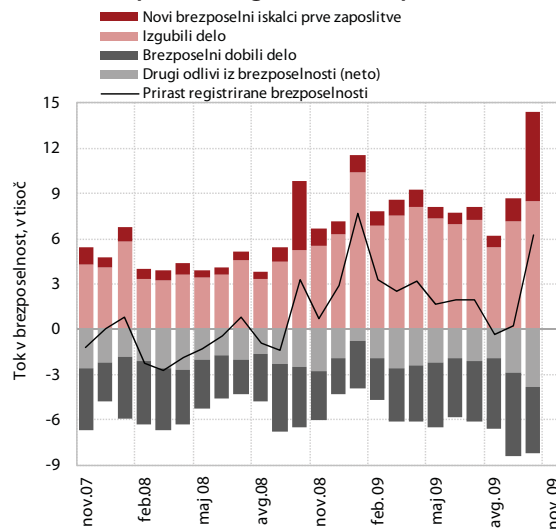 Novi brezposelni iskalci prve zaposlitve
Izgubili delo
Brezposelni dobili delo
Drugi odlivi iz brezposelnosti (neto)
Prirast registrirane brezposelnosti
Tok v brezposelnost, v tisoč
15
12
9
6
3
0
-3
-6
-9
nov.07
feb.08
maj 08
avg.08
nov.08
feb.09
maj 09
avg.09
nov.09